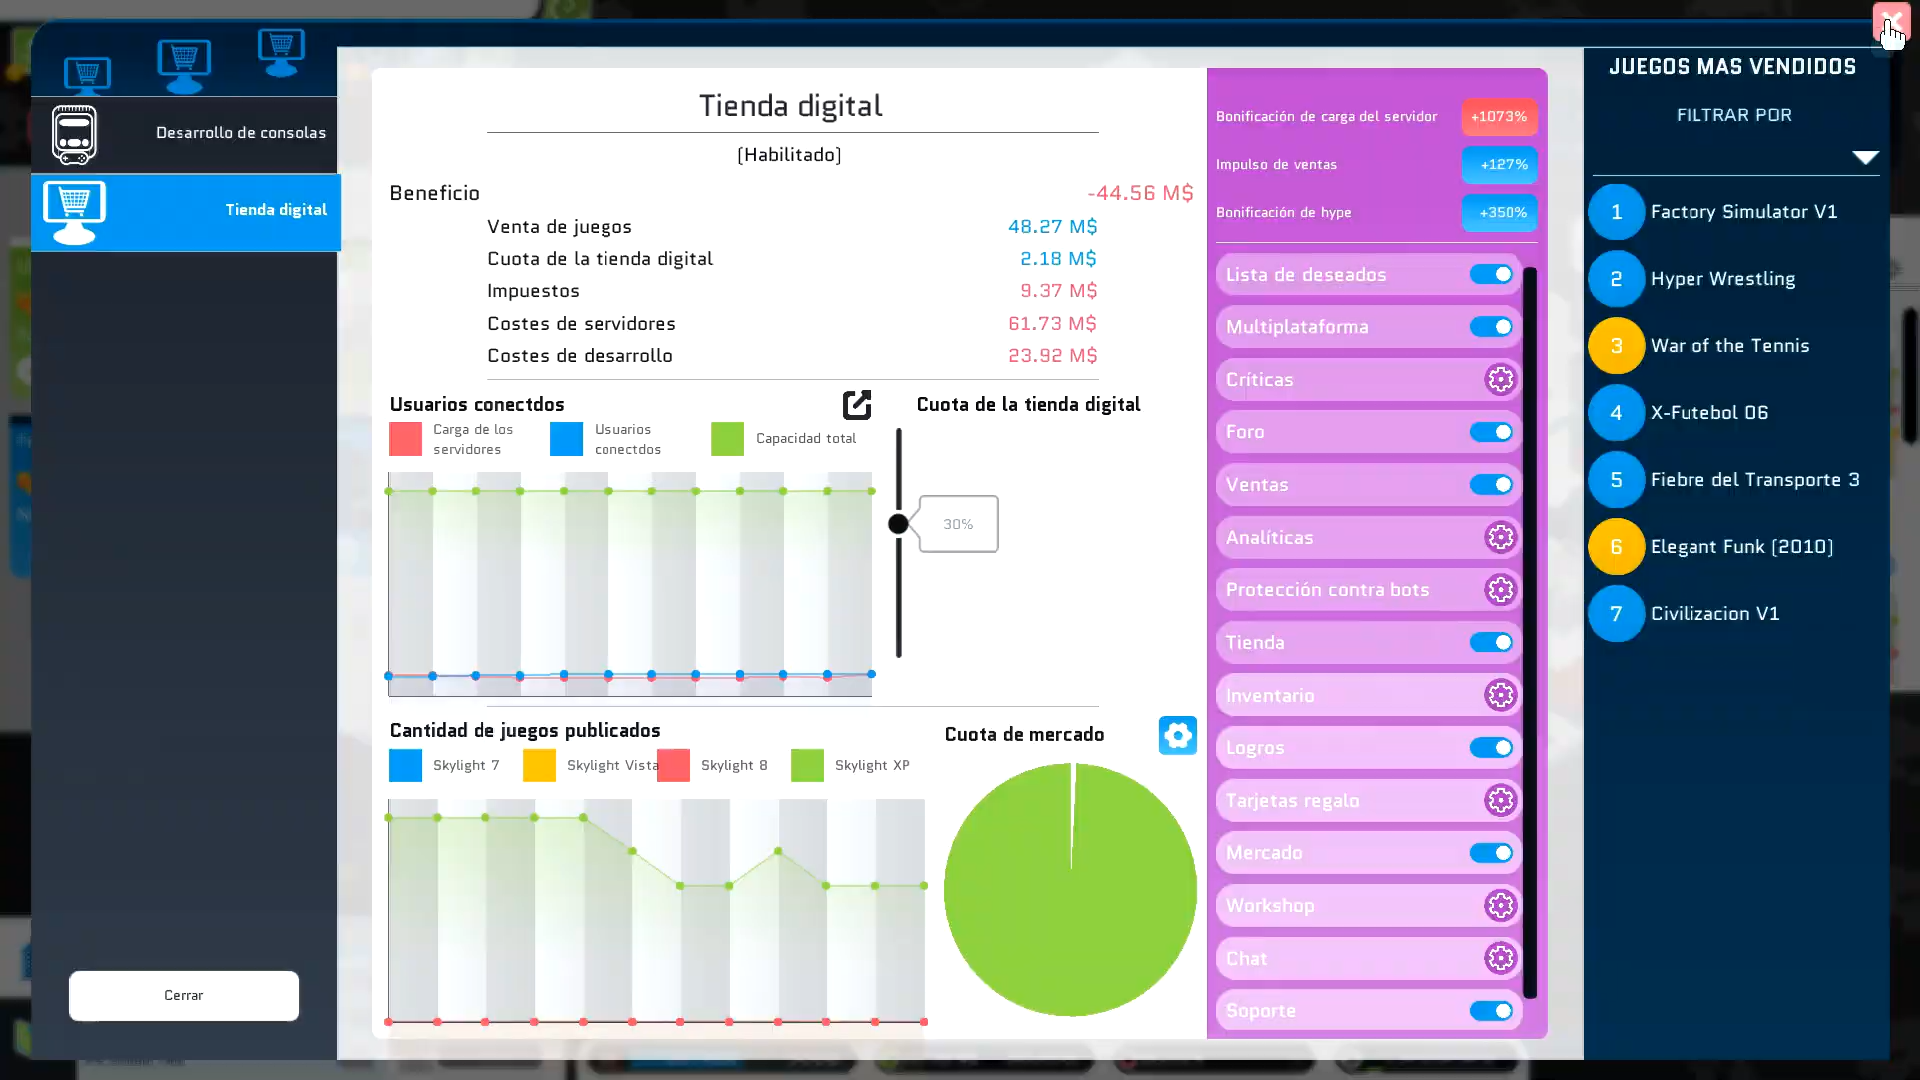 Desarrollo de consolas
Tienda digital
Cerrar
Tienda digital
(Habilitado)
Beneficio -44.56 M$
Venta de juegos 48.27 M$
Cuota de la tienda digital 2.18 M$
Impuestos 9.37 M$
Costes de servidores 61.73 M$
Costes de desarrollo 23.92 M$
Usuarios conectdos
Carga de los
servidores
Usuarios
conectdos
Capacidad total
Cuota de la tienda digital
30%
Cantidad de juegos publicados
Skylight 7 Skylight Vista Skylight 8 Skylight XP
Cuota de mercado
Bonificación de carga del servidor +1073%
Impulso de ventas +127%
Bonificación de hype +350%
Lista de deseados
Multiplataforma
Críticas
Foro
Ventas
Analíticas
Protección contra bots
Tienda
Inventario
Logros
Tarjetas regalo
Mercado
Workshop
Chat
Soporte
JUEGOS MAS VENDIDOS
FILTRAR POR
1 Factory Simulator V1
2 Hyper Wrestling
3 War of the Tennis
4 X-Futebol 06
5 Fiebre del Transporte 3
6 Elegant Funk (2010)
7 Civilizacion V1